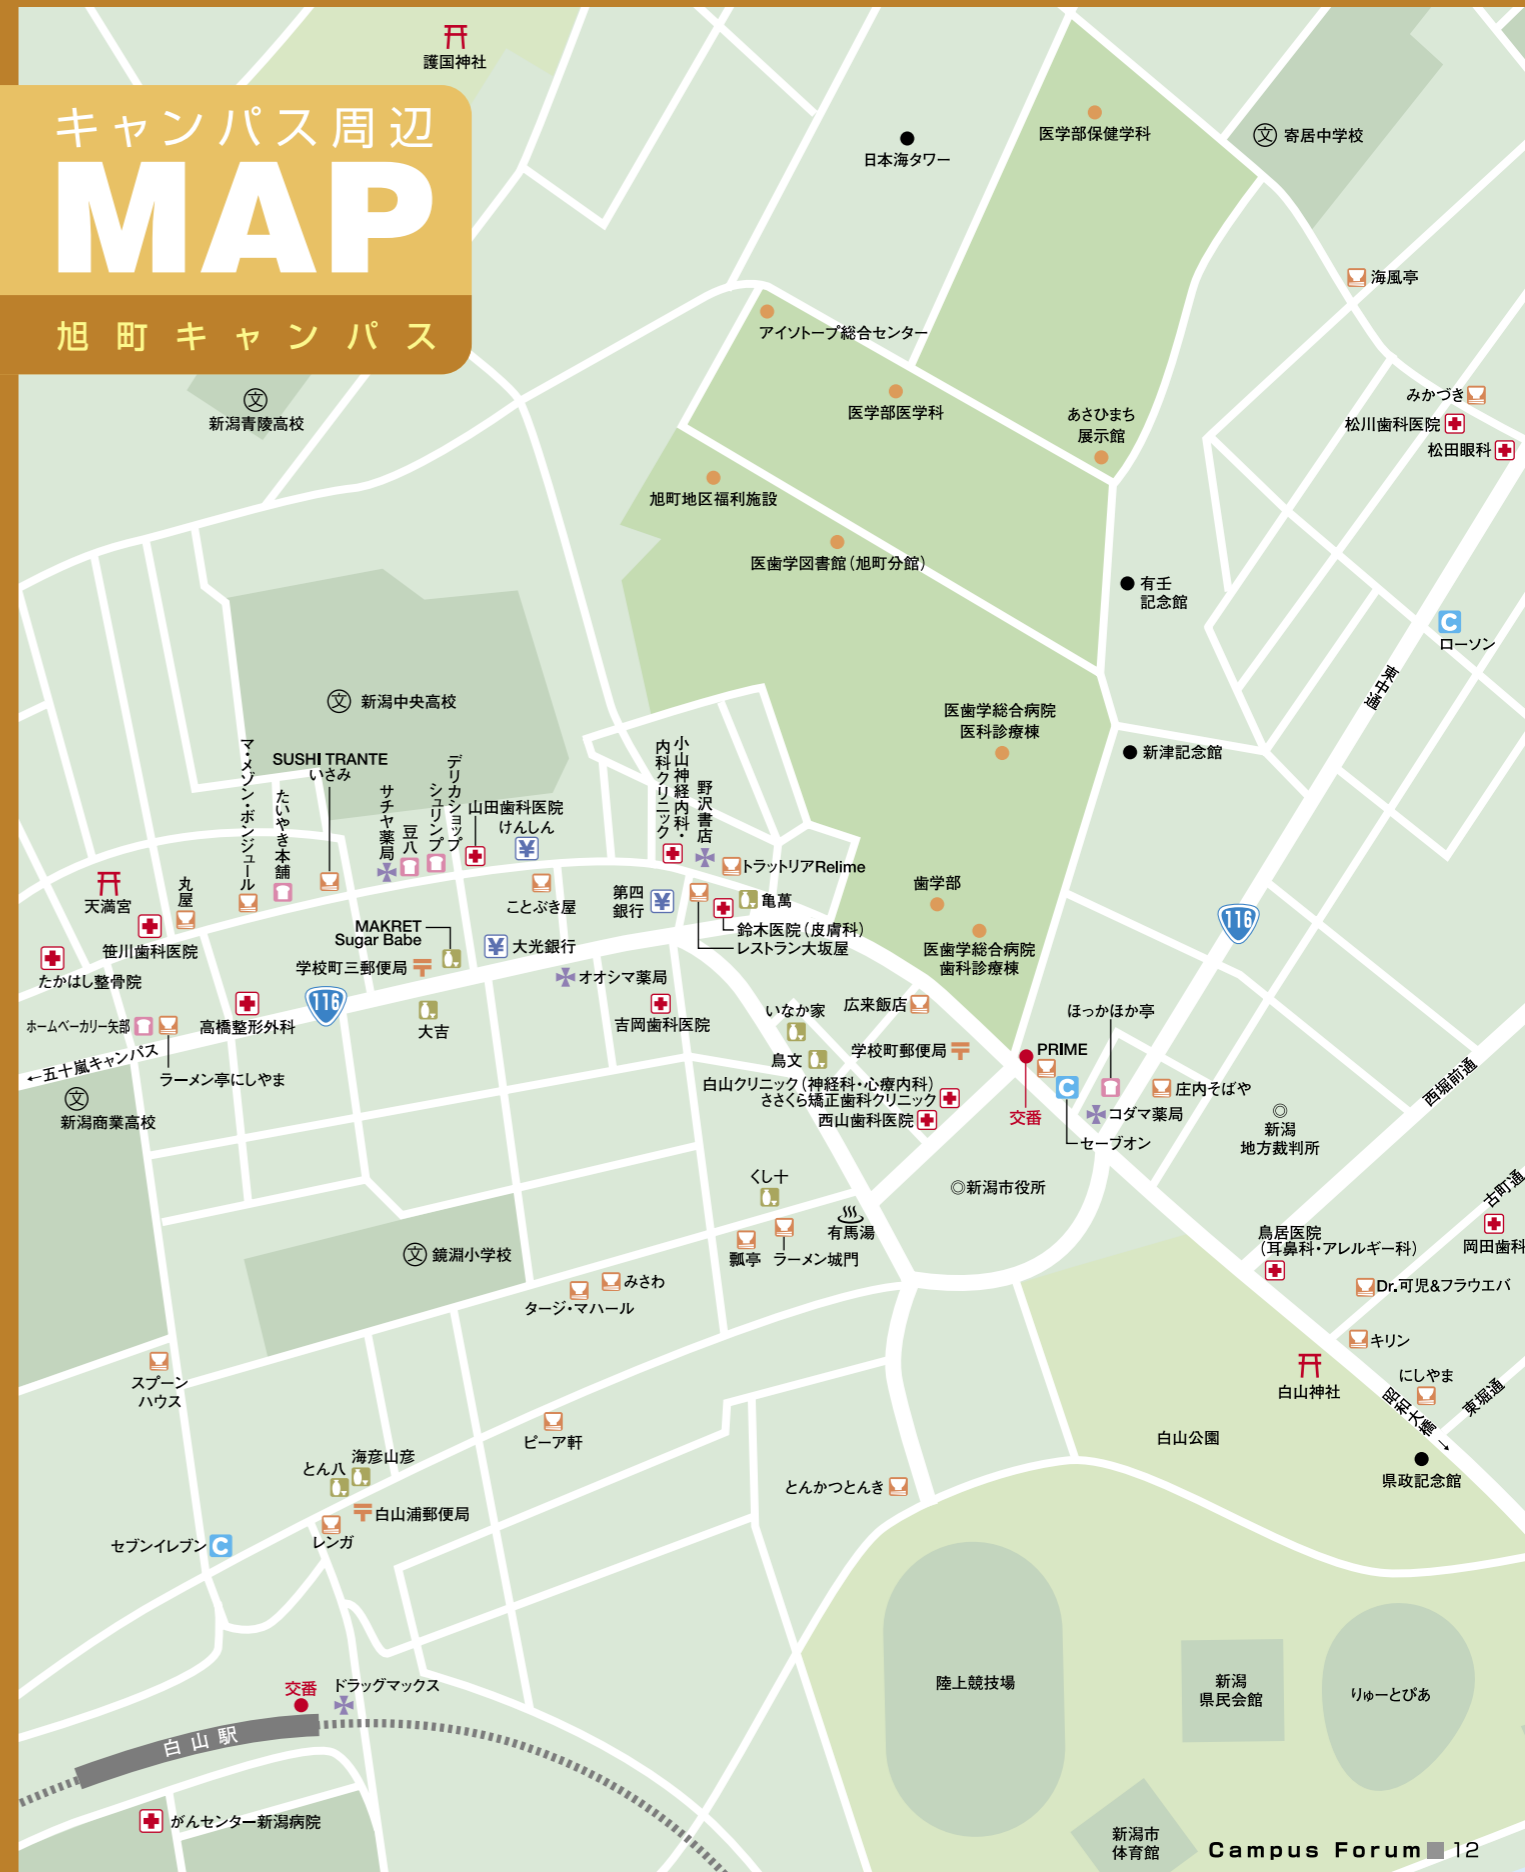 キャンパス周辺
MAP
旭町キャンパス
護国神社
日本海タワー
医学部保健学科
寄居中学校
海風亭
アイソトープ総合センター
新潟青陵高校
医学部医学科
あさひまち
展示館
みかづき
松川歯科医院
松田眼科
旭町地区福利施設
医歯学図書館(旭町分館)
有壬
記念館
ローソン
東中通
新潟中央高校
医歯学総合病院
医科診療棟
新津記念館
マ・メゾン・ボンジュール
たいやき本舗
SUSHI TRANTE
いさみ
サチヤ薬局
豆八
デリカショップ
シュリンプ
山田歯科医院
けんしん
小山神経内科・
内科クリニック
野沢書店
トラットリアRelime
天満宮
丸屋
ことぶき屋
第四
銀行
亀萬
歯学部
116
笹川歯科医院
たかはし整骨院
MAKRET
Sugar Babe
学校町三郵便局
大光銀行
鈴木医院(皮膚科)
レストラン大坂屋
医歯学総合病院
歯科診療棟
オオシマ薬局
ホームベーカリー矢部
高橋整形外科
116
大吉
吉岡歯科医院
いなか家
広来飯店
ほっかほか亭
←五十嵐キャンパス
ラーメン亭にしやま
鳥文
学校町郵便局
PRIME
白山クリニック(神経科・心療内科)
ささくら矯正歯科クリニック
西山歯科医院
交番
コダマ薬局
セーブオン
庄内そばや
西堀前通
新潟商業高校
新潟
地方裁判所
くし十
新潟市役所
有馬湯
瓢亭
ラーメン城門
古町通
鳥居医院
(耳鼻科・アレルギー科)
岡田歯科
鏡淵小学校
みさわ
タージ・マハール
Dr.可児&フラウエバ
キリン
スプーン
ハウス
白山神社
にしやま
昭和大橋→
東堀通
白山公園
県政記念館
ピーア軒
海彦山彦
とん八
白山浦郵便局
レンガ
セブンイレブン
とんかつとんき
交番
ドラッグマックス
白山駅
陸上競技場
新潟
県民会館
りゅーとぴあ
がんセンター新潟病院
新潟市
体育館
Campus Forum 12